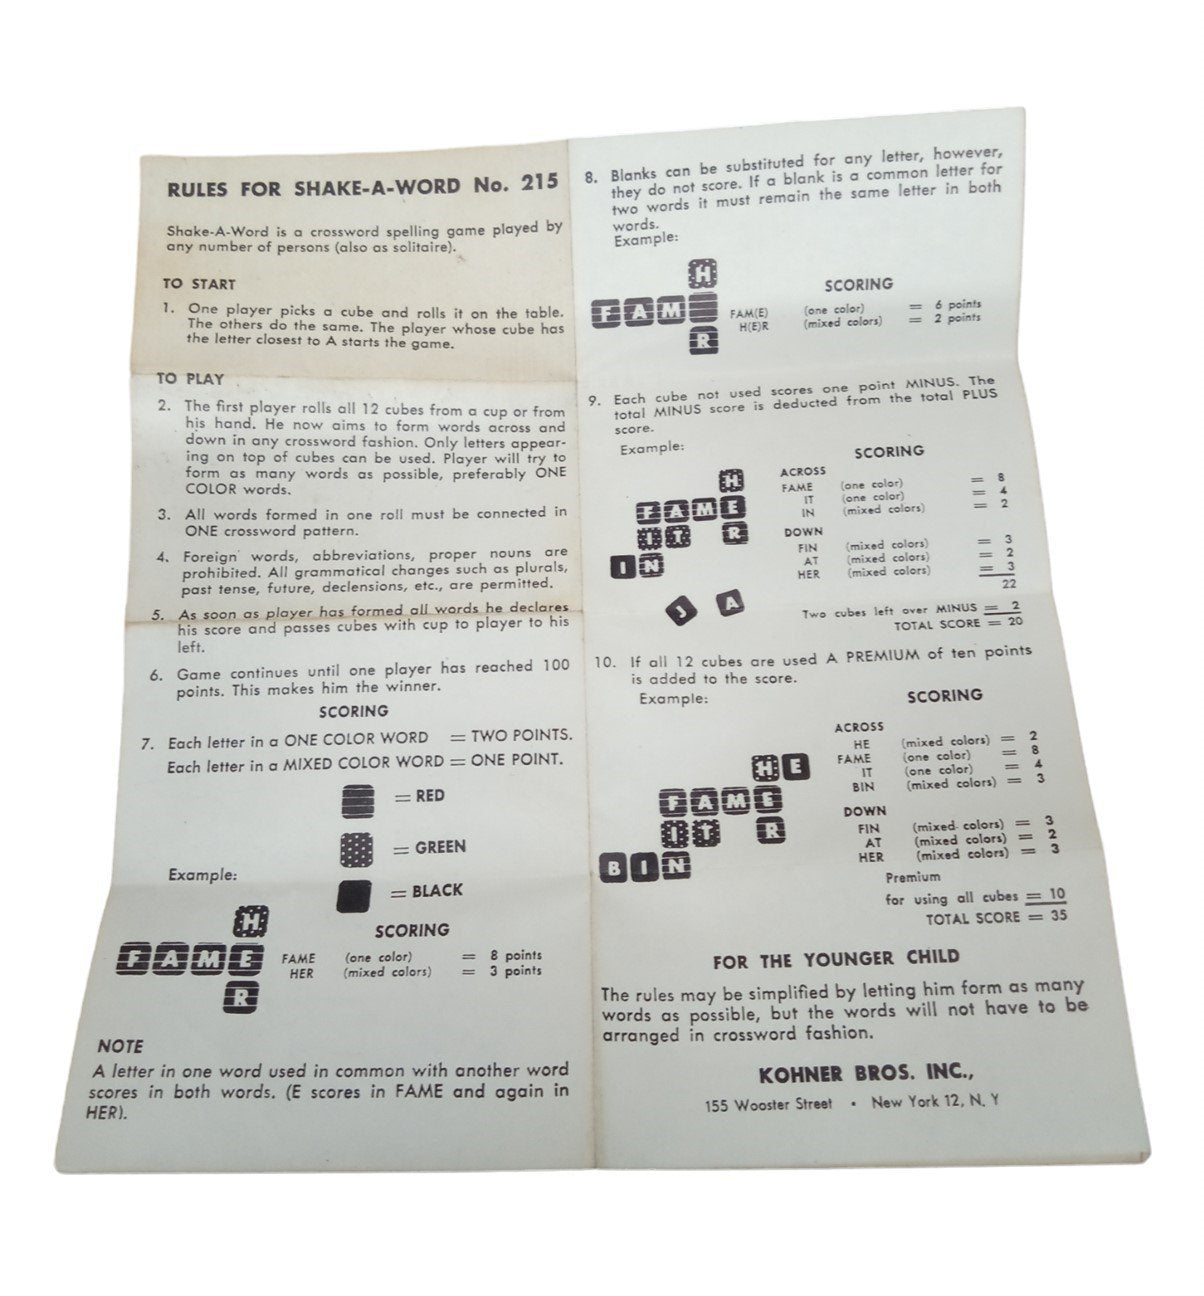 RULES FOR SHAKE-A-WORD No. 215
Shake-A-Word is a crossword spelling game played by
any number of persons (also as solitaire).
TO START
1. One player picks a cube and rolls it on the table.
The others do the same. The player whose cube has
the letter closest to A starts the game.
TO PLAY
2. The first player rolls all 12 cubes from a cup or from
his hand. He now aims to form words across and
down in any crossword fashion. Only letters appear-
ing on top of cubes can be used. Player will try to
form as many words as possible, preferably ONE
COLOR words.
3. All words formed in one roll must be connected in
ONE crossword pattern.
4. Foreign words, abbreviations, proper nouns are
prohibited. All grammatical changes such as plurals,
past tense, future, declensions, etc., are permitted.
5. As soon as player has formed all words he declares
his score and passes cubes with cup to player to his
left.
6. Game continues until one player has reached 100
points. This makes him the winner.
SCORING
7. Each letter in a ONE COLOR WORD = TWO POINTS.
Each letter in a MIXED COLOR WORD = ONE POINT.
= RED
= GREEN
Example:
= BLACK
H
SCORING
FAME
FAME (one color) = 8 points
HER (mixed colors) = 3 points
R
NOTE
A letter in one word used in common with another word
scores in both words. (E scores in FAME and again in
HER).
8. Blanks can be substituted for any letter, however,
they do not score. If a blank is a common letter for
two words it must remain the same letter in both
words.
Example:
H
SCORING
FAM
FAM(E) (one color) = 6 points
H(E)R (mixed colors) = 2 points
R
9. Each cube not used scores one point MINUS. The
total MINUS score is deducted from the total PLUS
score.
Example:
SCORING
H
FAME
IT R
IN
J A
ACROSS
FAME (one color) = 8
IT (one color) = 4
IN (mixed colors) = 2
DOWN
FIN (mixed colors) = 3
AT (mixed colors) = 2
HER (mixed colors) = 3
22
Two cubes left over MINUS = 2
TOTAL SCORE = 20
10. If all 12 cubes are used A PREMIUM of ten points
is added to the score.
Example:
SCORING
HE
FAME
IT R
BIN
ACROSS
HE (mixed colors) = 2
FAME (one color) = 8
IT (one color) = 4
BIN (mixed colors) = 3
DOWN
FIN (mixed colors) = 3
AT (mixed colors) = 2
HER (mixed colors) = 3
Premium
for using all cubes = 10
TOTAL SCORE = 35
FOR THE YOUNGER CHILD
The rules may be simplified by letting him form as many
words as possible, but the words will not have to be
arranged in crossword fashion.
KOHNER BROS. INC.,
155 Wooster Street • New York 12, N. Y